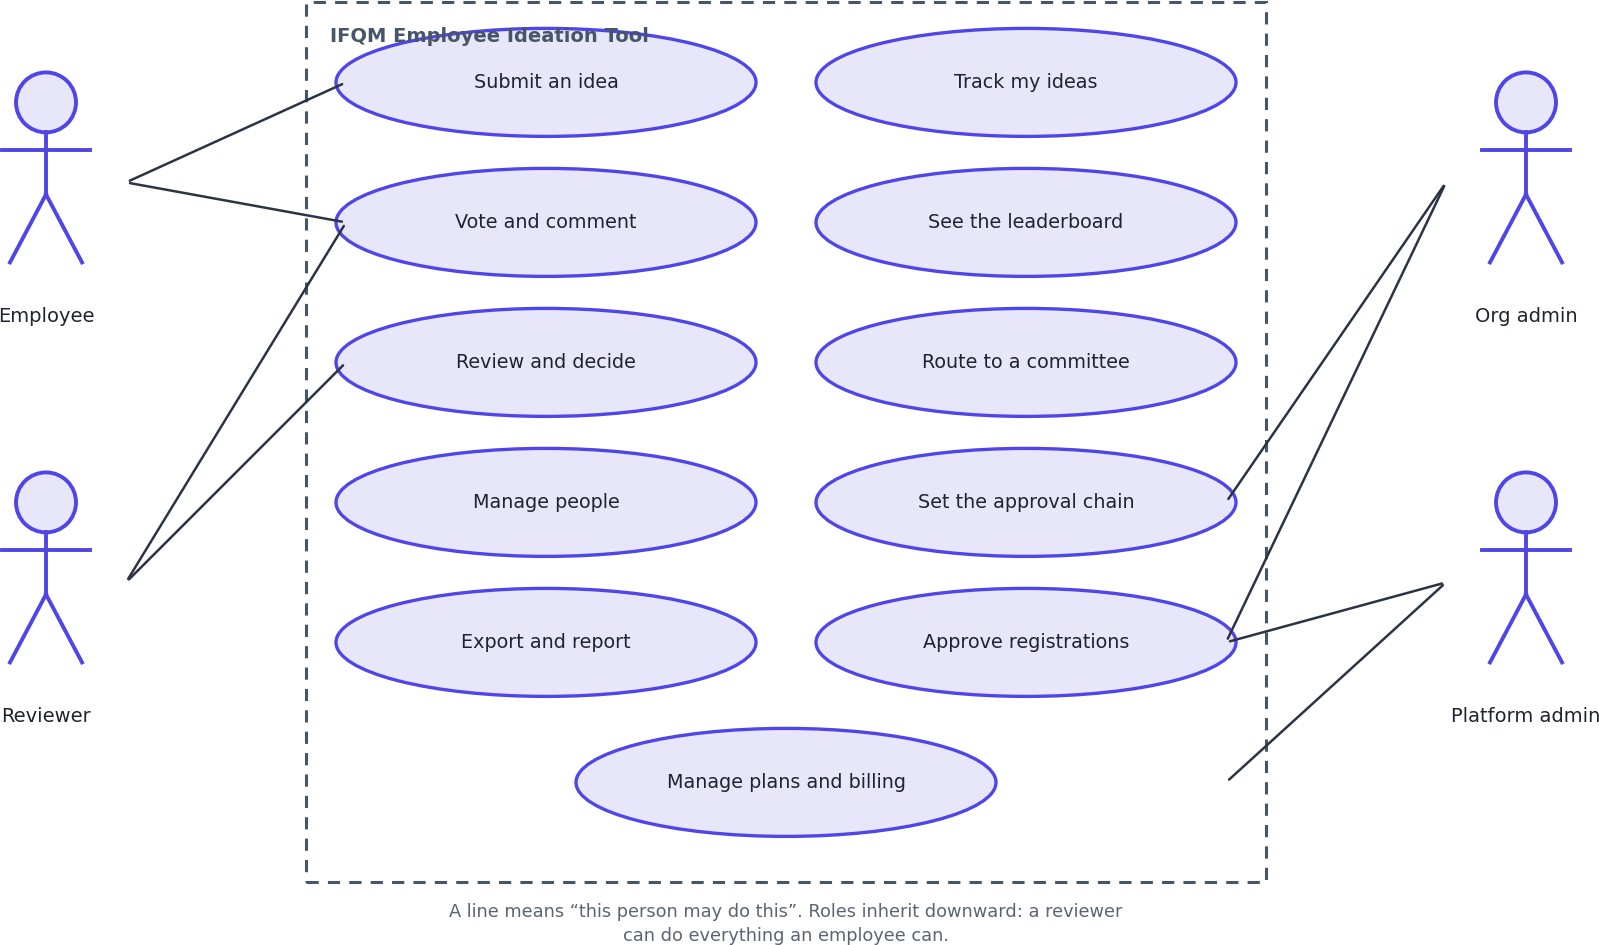 IFQM Employee Ideation Tool
Submit an idea
Track my ideas
Vote and comment
See the leaderboard
Employee
Org admin
Review and decide
Route to a committee
Manage people
Set the approval chain
Export and report
Approve registrations
Reviewer
Platform admin
Manage plans and billing
A line means “this person may do this”. Roles inherit downward: a reviewer
can do everything an employee can.